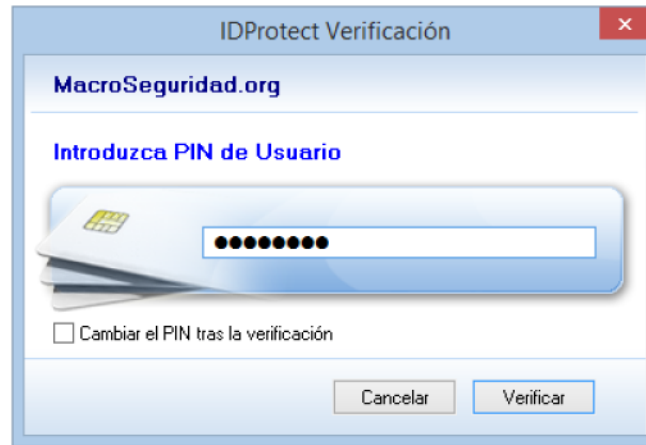 IDProtect Verificación
MacroSeguridad.org
Introduzca PIN de Usuario
●●●●●●●●
Cambiar el PIN tras la verificación
Cancelar
Verificar